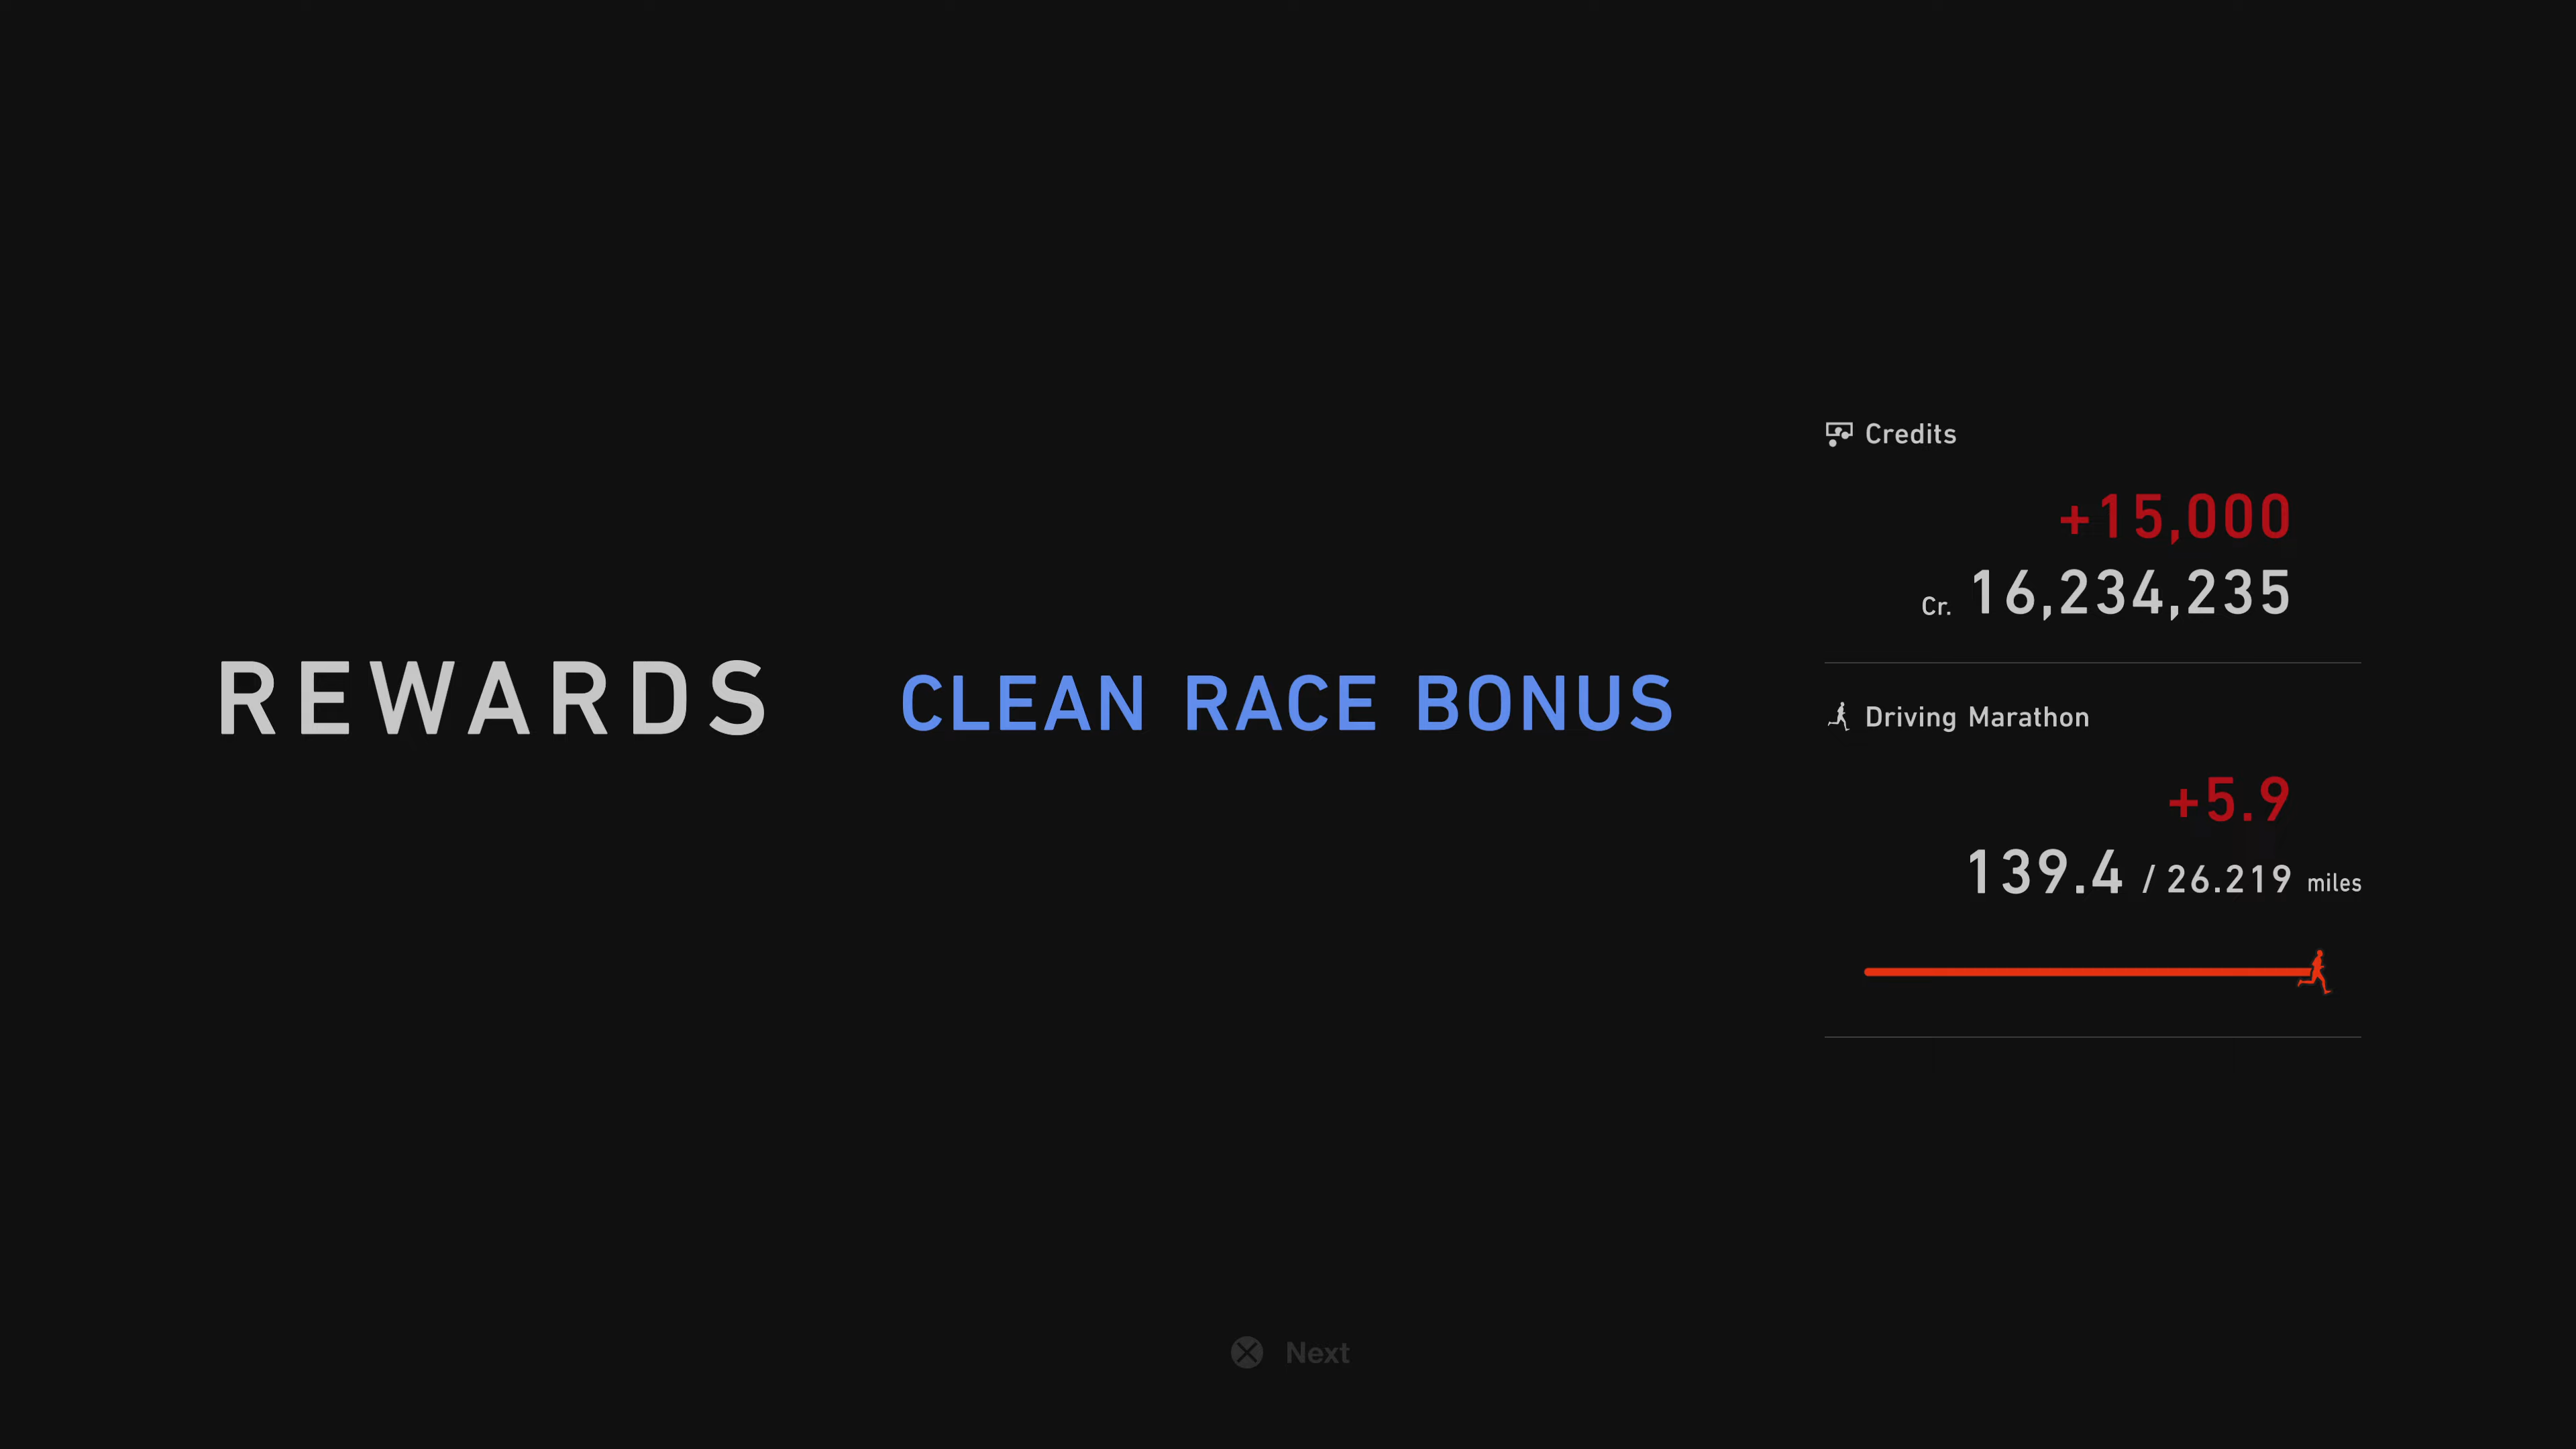 REWARDS
CLEAN RACE BONUS
Credits
+15,000
Cr. 16,234,235
Driving Marathon
+5.9
139.4 / 26.219 miles
Next